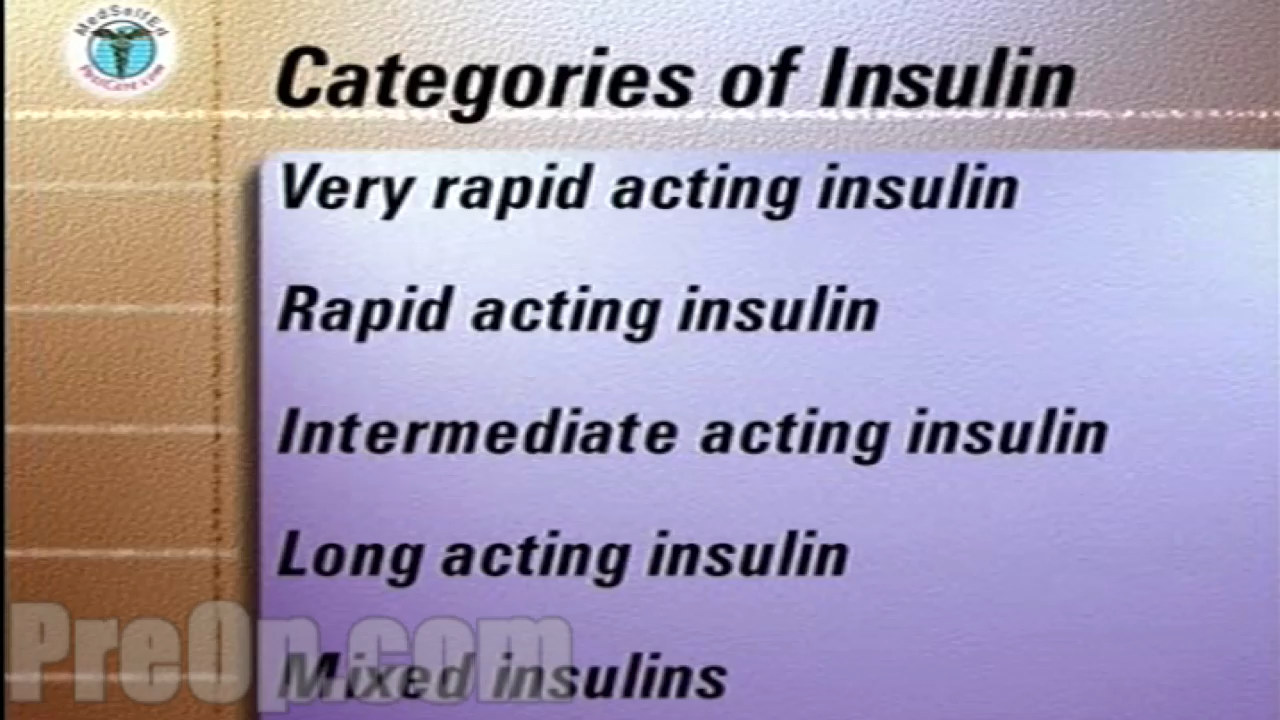 MedSelfEd
Categories of Insulin
Very rapid acting insulin
Rapid acting insulin
Intermediate acting insulin
Long acting insulin
Mixed insulins
PreOp.com